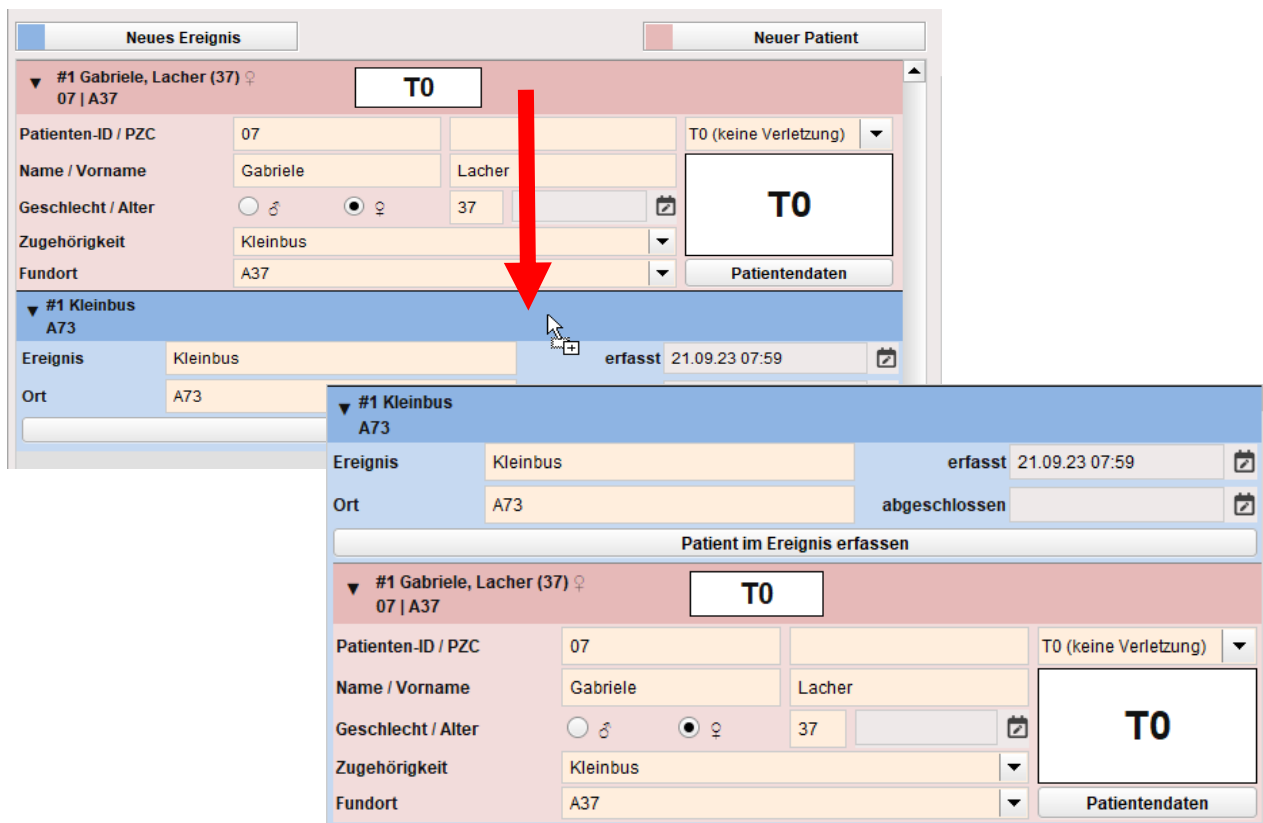 Neues Ereignis Neuer Patient
#1 Gabriele, Lacher (37) ♀
07 | A37
T0
Patienten-ID / PZC 07 T0 (keine Verletzung)
Name / Vorname Gabriele Lacher
T0
Geschlecht / Alter ♂ ♀ 37
Zugehörigkeit Kleinbus
Fundort A37 Patientendaten
#1 Kleinbus
A73
Ereignis Kleinbus erfasst 21.09.23 07:59
Ort A73
#1 Kleinbus
A73
Ereignis Kleinbus erfasst 21.09.23 07:59
Ort A73 abgeschlossen
Patient im Ereignis erfassen
#1 Gabriele, Lacher (37) ♀
07 | A37
T0
Patienten-ID / PZC 07 T0 (keine Verletzung)
Name / Vorname Gabriele Lacher
T0
Geschlecht / Alter ♂ ♀ 37
Zugehörigkeit Kleinbus
Fundort A37 Patientendaten